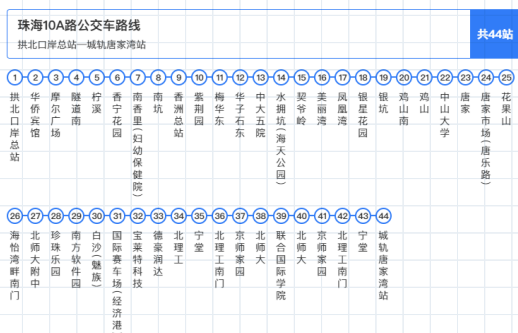 珠海10A路公交车路线
拱北口岸总站—城轨唐家湾站
共44站
1 拱北口岸总站
2 华侨宾馆
3 摩尔广场
4 隧道南
5 柠溪
6 香宁花园
7 南香里(妇幼保健院)
8 南坑
9 香洲总站
10 紫荆园
11 梅华东
12 华子石东
13 中大五院
14 水拥坑(海天公园)
15 契爷岭
16 美丽湾
17 凤凰湾
18 银星花园
19 银坑
20 鸡山南
21 鸡山
22 中山大学
23 唐家
24 唐家市场(唐乐路)
25 花果山
26 海怡湾畔南门
27 北师大附中
28 珍珠乐园
29 南方软件园
30 白沙(魅族)
31 国际赛车场(经济港
32 宝莱特科技
33 德豪润达
34 北理工
35 宁堂
36 北理工南门
37 京师家园
38 北师大
39 联合国际学院
40 北师大
41 京师家园
42 北理工南门
43 宁堂
44 城轨唐家湾站